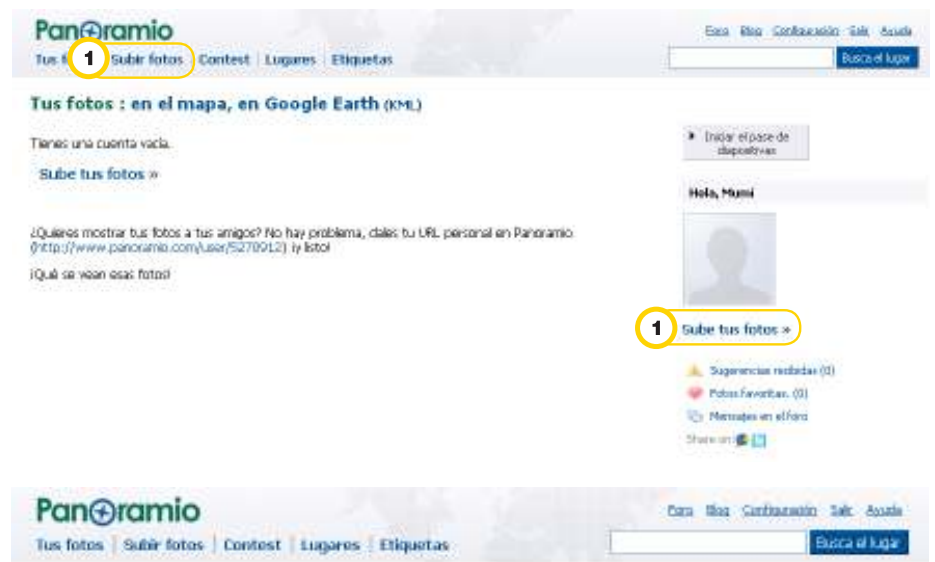 Panoramio
Foro Blog Configuración Salir Ayuda
Tus f 1 Subir fotos Contest Lugares Etiquetas
Busca el lugar
Tus fotos : en el mapa, en Google Earth (KML)
Tienes una cuenta vacía.
Iniciar el pase de diapositivas
Sube tus fotos »
Hola, Mumi
¿Quieres mostrar tus fotos a tus amigos? No hay problema, dales tu URL personal en Panoramio
(http://www.panoramio.com/user/5270912) ¡y listo!
¡Qué se vean esas fotos!
1 Sube tus fotos »
Sugerencias recibidas (0)
Fotos favoritas. (0)
Mensajes en el foro
Share on
Panoramio
Foro Blog Configuración Salir Ayuda
Tus fotos Subir fotos Contest Lugares Etiquetas
Busca el lugar